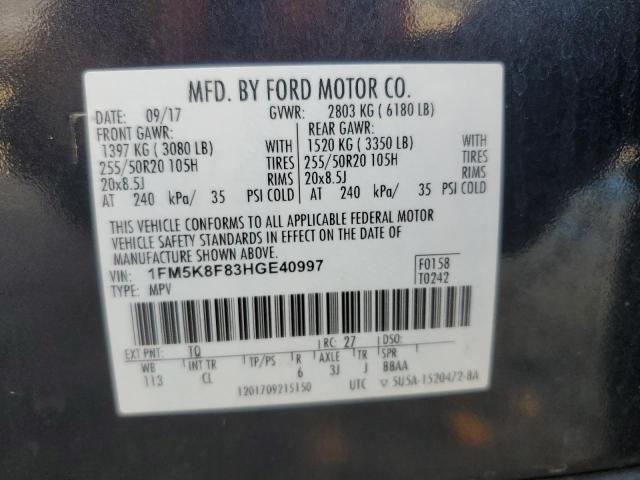 MFD. BY FORD MOTOR CO.
DATE: 09/17 GVWR: 2803 KG ( 6180 LB)
FRONT GAWR: REAR GAWR:
1397 KG ( 3080 LB) WITH 1520 KG ( 3350 LB) WITH
255/50R20 105H TIRES 255/50R20 105H TIRES
20x8.5J RIMS 20x8.5J RIMS
AT 240 kPa/ 35 PSI COLD AT 240 kPa/ 35 PSI COLD
THIS VEHICLE CONFORMS TO ALL APPLICABLE FEDERAL MOTOR
VEHICLE SAFETY STANDARDS IN EFFECT ON THE DATE OF
MANUFACTURE SHOWN ABOVE.
VIN: 1FM5K8F83HGE40997 F0158
TYPE: MPV T0242
EXT PNT: TQ RC: 27 DSO:
WB INT TR TP/PS R AXLE TR SPR
113 CL 6 3J J BBAA
1201709215150 UTC ▽ 5U5A-1520472-BA